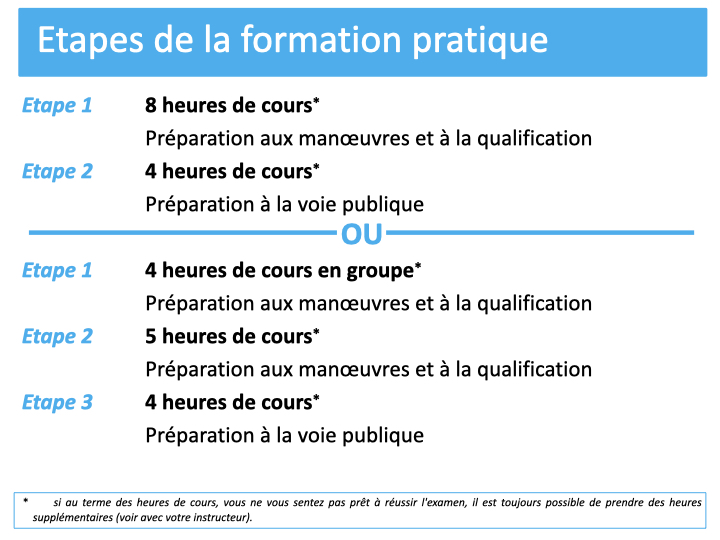 Etapes de la formation pratique
Etape 1 8 heures de cours*
Préparation aux manœuvres et à la qualification
Etape 2 4 heures de cours*
Préparation à la voie publique
OU
Etape 1 4 heures de cours en groupe*
Préparation aux manœuvres et à la qualification
Etape 2 5 heures de cours*
Préparation aux manœuvres et à la qualification
Etape 3 4 heures de cours*
Préparation à la voie publique
* si au terme des heures de cours, vous ne vous sentez pas prêt à réussir l'examen, il est toujours possible de prendre des heures
supplémentaires (voir avec votre instructeur).